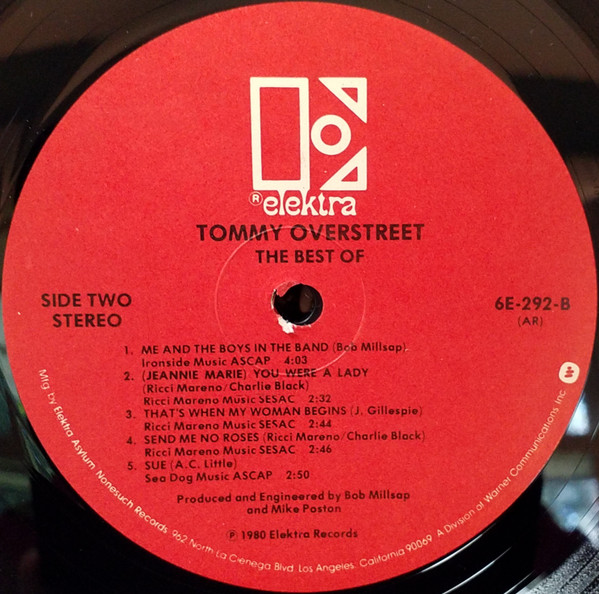 ® elektra
TOMMY OVERSTREET
THE BEST OF
SIDE TWO
STEREO
6E-292-B
(AR)
1. ME AND THE BOYS IN THE BAND (Bob Millsap)
Ironside Music ASCAP 4:03
2. (JEANNIE MARIE) YOU WERE A LADY
(Ricci Mareno/Charlie Black)
Ricci Mareno Music SESAC 2:32
3. THAT'S WHEN MY WOMAN BEGINS (J. Gillespie)
Ricci Mareno Music SESAC 2:44
4. SEND ME NO ROSES (Ricci Mareno/Charlie Black)
Ricci Mareno Music SESAC 2:46
5. SUE (A.C. Little)
Sea Dog Music ASCAP 2:50
Produced and Engineered by Bob Millsap
and Mike Poston
℗ 1980 Elektra Records
Mfg by Elektra Asylum Nonesuch Records, 962 North La Cienega Blvd. Los Angeles, California 90069 A Division of Warner Communications Inc